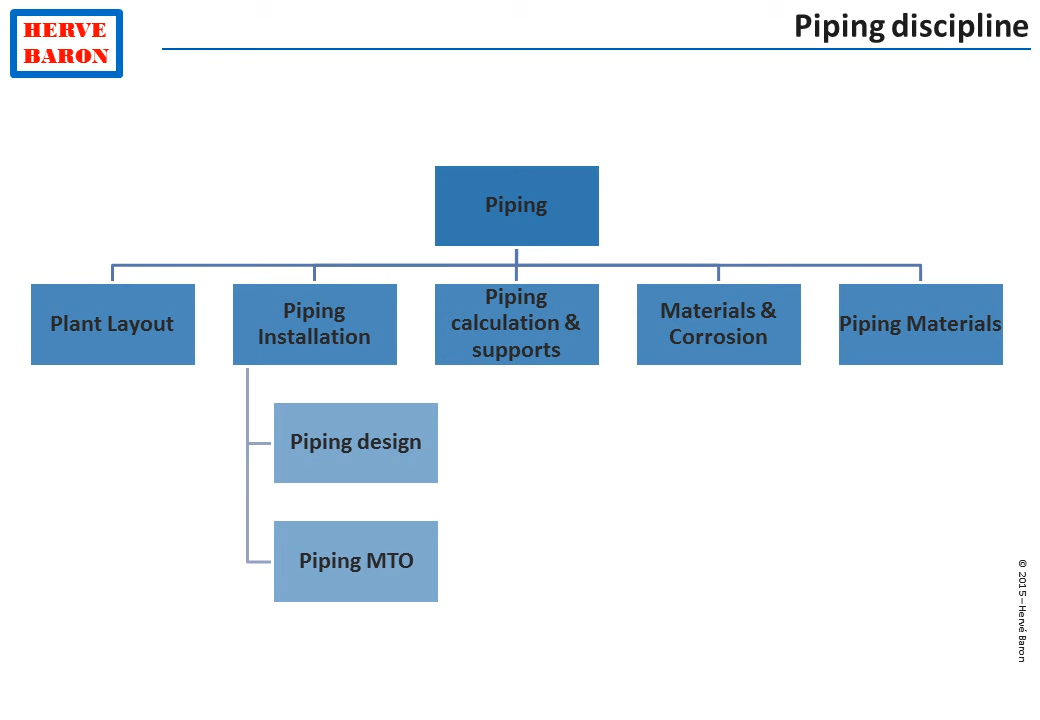 HERVE
BARON
Piping discipline
Piping
Plant Layout
Piping
Installation
Piping
calculation &
supports
Materials &
Corrosion
Piping Materials
Piping design
Piping MTO
© 2015 – Hervé Baron